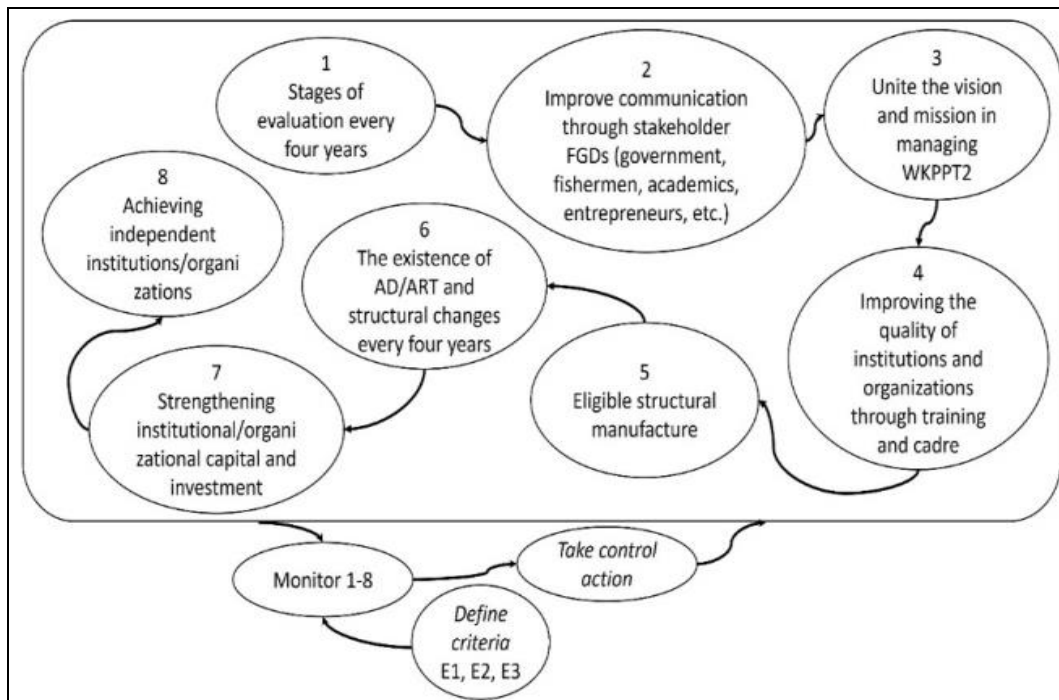 1
Stages of
evaluation every
four years
2
Improve communication
through stakeholder
FGDs (government,
fishermen, academics,
entrepreneurs, etc.)
3
Unite the vision
and mission in
managing
WKPPT2
4
Improving the
quality of
institutions and
organizations
through training
and cadre
5
Eligible structural
manufacture
6
The existence of
AD/ART and
structural changes
every four years
7
Strengthening
institutional/organi
zational capital and
investment
8
Achieving
independent
institutions/organi
zations
Monitor 1-8
Take control
action
Define
criteria
E1, E2, E3